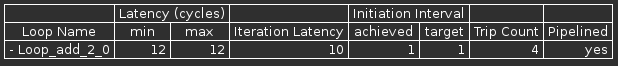 Latency (cycles) Initiation Interval
Loop Name min max Iteration Latency achieved target Trip Count Pipelined
- Loop_add_2_0 12 12 10 1 1 4 yes